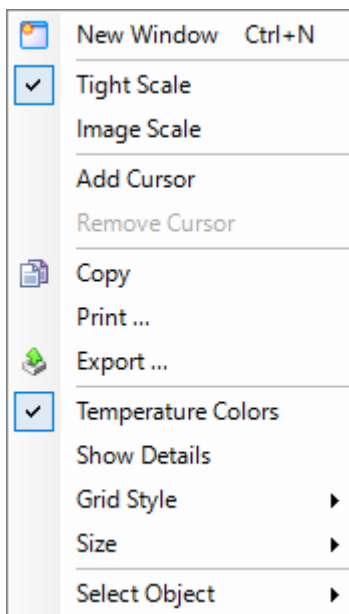 New Window Ctrl+N
Tight Scale
Image Scale
Add Cursor
Remove Cursor
Copy
Print ...
Export ...
Temperature Colors
Show Details
Grid Style
Size
Select Object